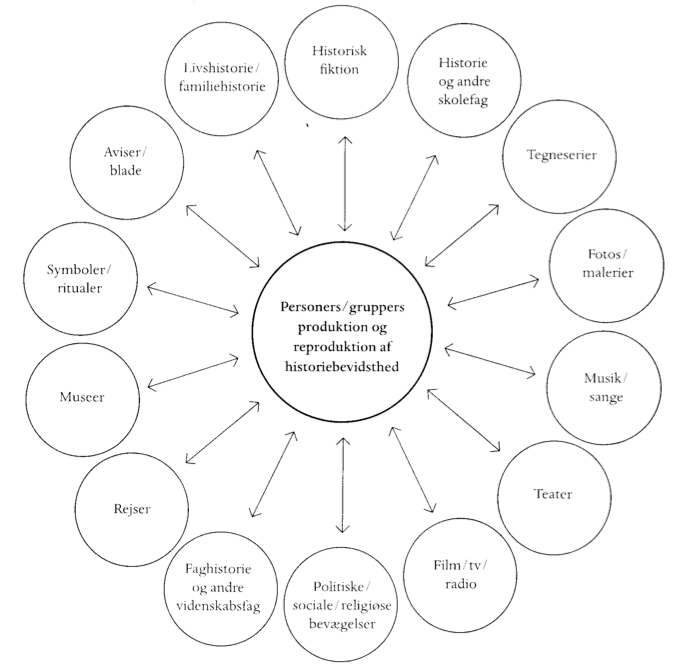 Historisk
fiktion
Historie
og andre
skolefag
Tegneserier
Fotos/
malerier
Musik/
sange
Teater
Film/tv/
radio
Politiske/
sociale/religiøse
bevægelser
Faghistorie
og andre
videnskabsfag
Rejser
Museer
Symboler/
ritualer
Aviser/
blade
Livshistorie/
familiehistorie
Personers/gruppers
produktion og
reproduktion af
historiebevidsthed